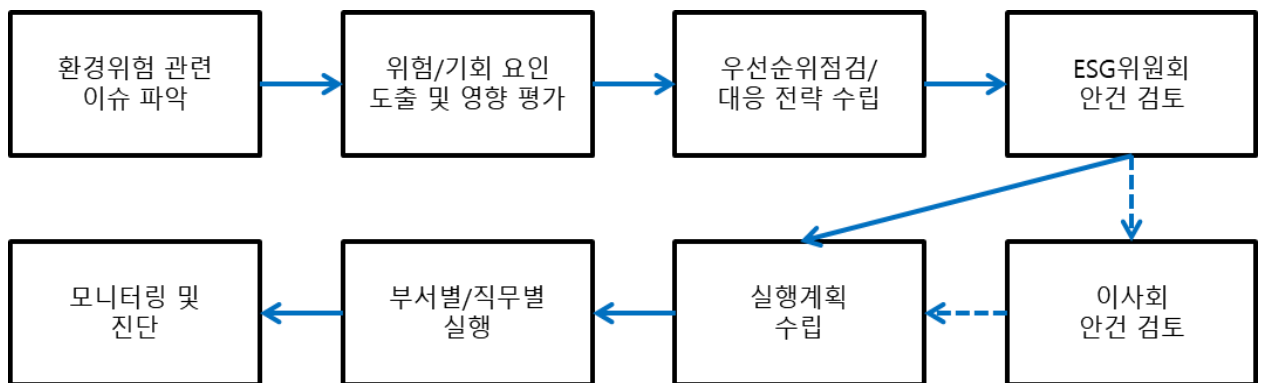 환경위험 관련
이슈 파악
위험/기회 요인
도출 및 영향 평가
우선순위점검/
대응 전략 수립
ESG위원회
안건 검토
모니터링 및
진단
부서별/직무별
실행
실행계획
수립
이사회
안건 검토